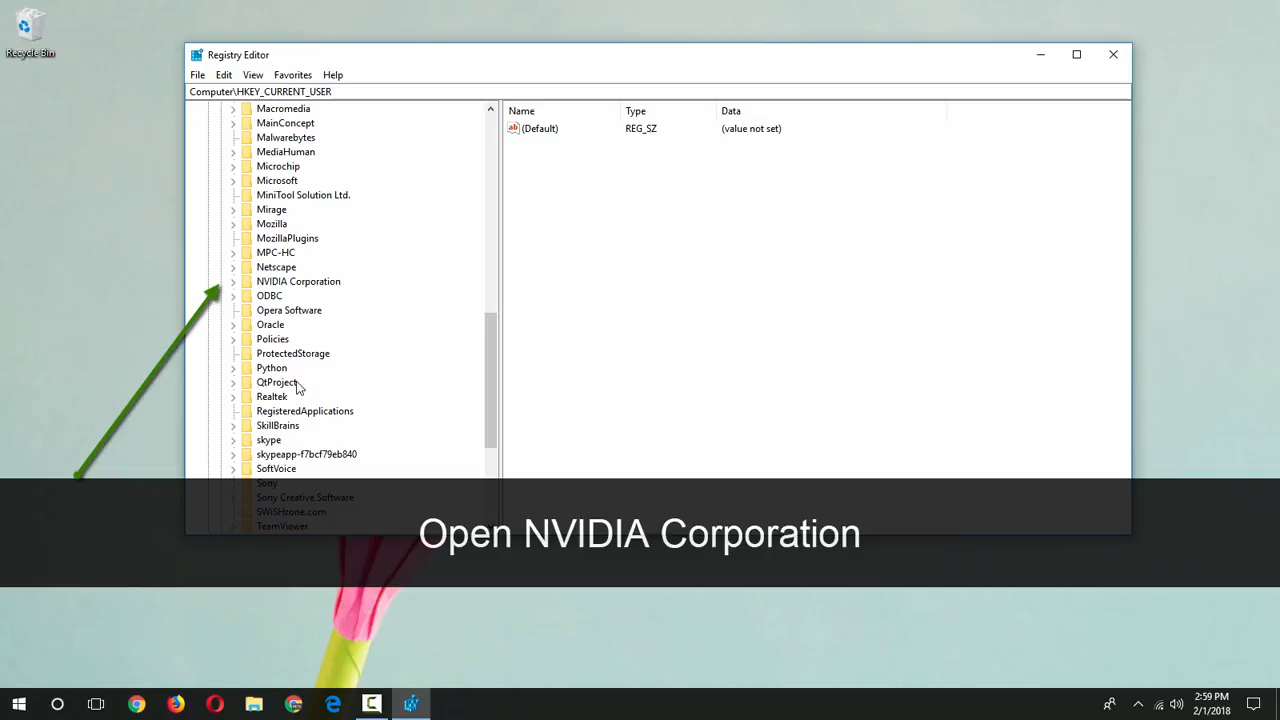 Recycle Bin
Registry Editor
File Edit View Favorites Help
Computer\HKEY_CURRENT_USER
Name Type Data
(Default) REG_SZ (value not set)
Macromedia
MainConcept
Malwarebytes
MediaHuman
Microchip
Microsoft
MiniTool Solution Ltd.
Mirage
Mozilla
MozillaPlugins
MPC-HC
Netscape
NVIDIA Corporation
ODBC
Opera Software
Oracle
Policies
ProtectedStorage
Python
QtProject
Realtek
RegisteredApplications
SkillBrains
skype
skypeapp-f7bcf79eb840
SoftVoice
Sony
Sony Creative Software
SWiSHzone.com
TeamViewer
Open NVIDIA Corporation
2:59 PM
2/1/2018